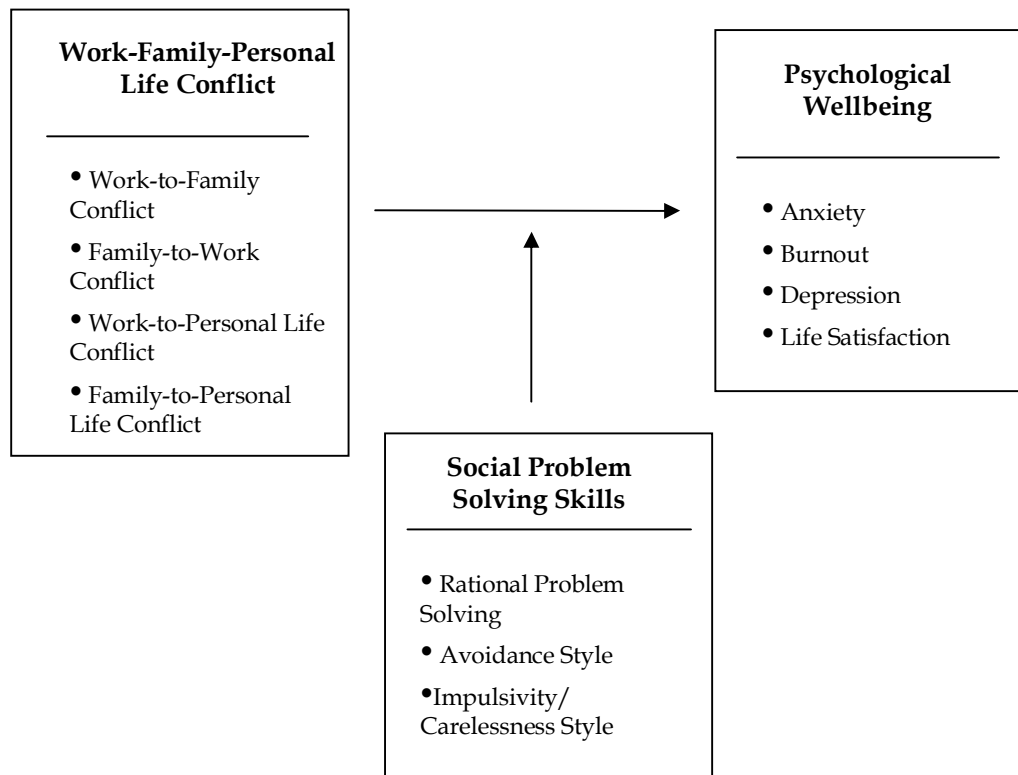 Work-Family-Personal
Life Conflict
• Work-to-Family
Conflict
• Family-to-Work
Conflict
• Work-to-Personal Life
Conflict
• Family-to-Personal
Life Conflict
Psychological
Wellbeing
• Anxiety
• Burnout
• Depression
• Life Satisfaction
Social Problem
Solving Skills
• Rational Problem
Solving
• Avoidance Style
•Impulsivity/
Carelessness Style